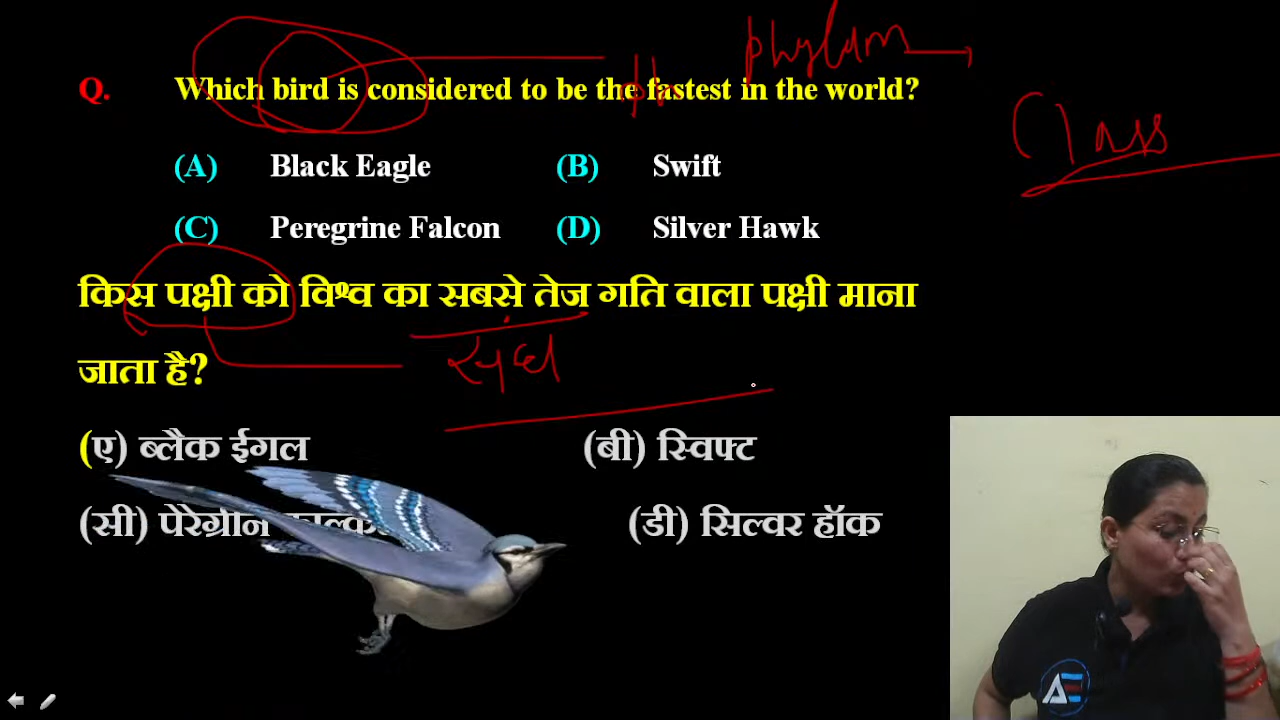 phylum
Q. Which bird is considered to be the fastest in the world?
Class
(A) Black Eagle (B) Swift
(C) Peregrine Falcon (D) Silver Hawk
किस पक्षी को विश्व का सबसे तेज गति वाला पक्षी माना
जाता है?
संघ
(ए) ब्लैक ईगल (बी) स्विफ्ट
(सी) पेरेग्रीन (डी) सिल्वर हॉक